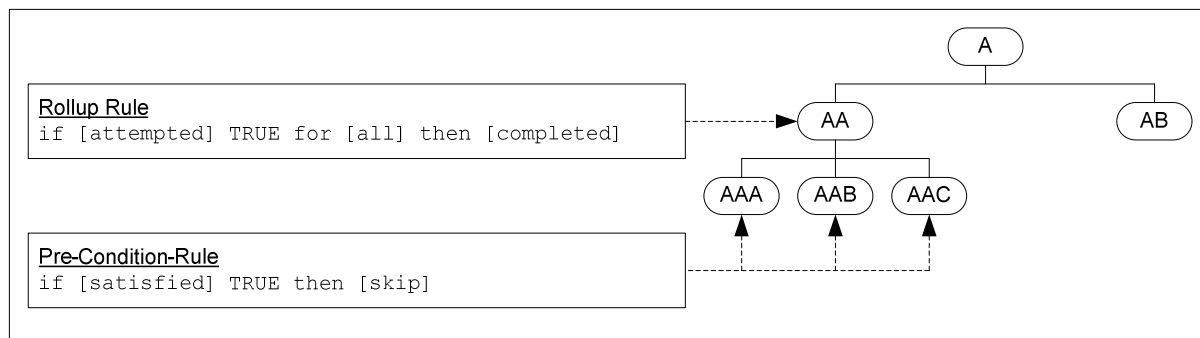 A
Rollup Rule
if [attempted] TRUE for [all] then [completed]
AA
AB
AAA
AAB
AAC
Pre-Condition-Rule
if [satisfied] TRUE then [skip]